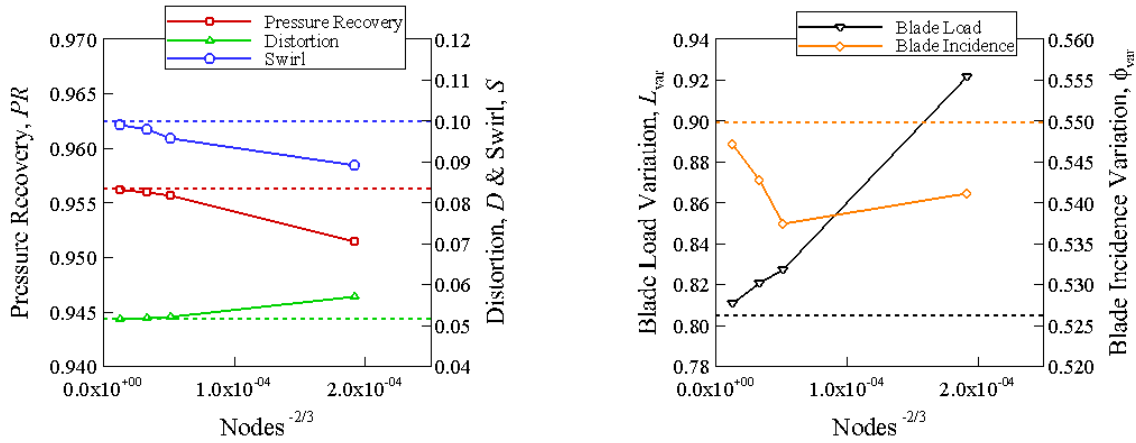 Pressure Recovery
Distortion
Swirl
0.970
0.965
0.960
0.955
0.950
0.945
0.940
Pressure Recovery, PR
0.12
0.11
0.10
0.09
0.08
0.07
0.06
0.05
0.04
Distortion, D & Swirl, S
0.0x10+00
1.0x10-04
2.0x10-04
Nodes-2/3
Blade Load
Blade Incidence
0.94
0.92
0.90
0.88
0.86
0.84
0.82
0.80
0.78
Blade Load Variation, Lvar
0.560
0.555
0.550
0.545
0.540
0.535
0.530
0.525
0.520
Blade Incidence Variation, ϕvar
0.0x10+00
1.0x10-04
2.0x10-04
Nodes-2/3